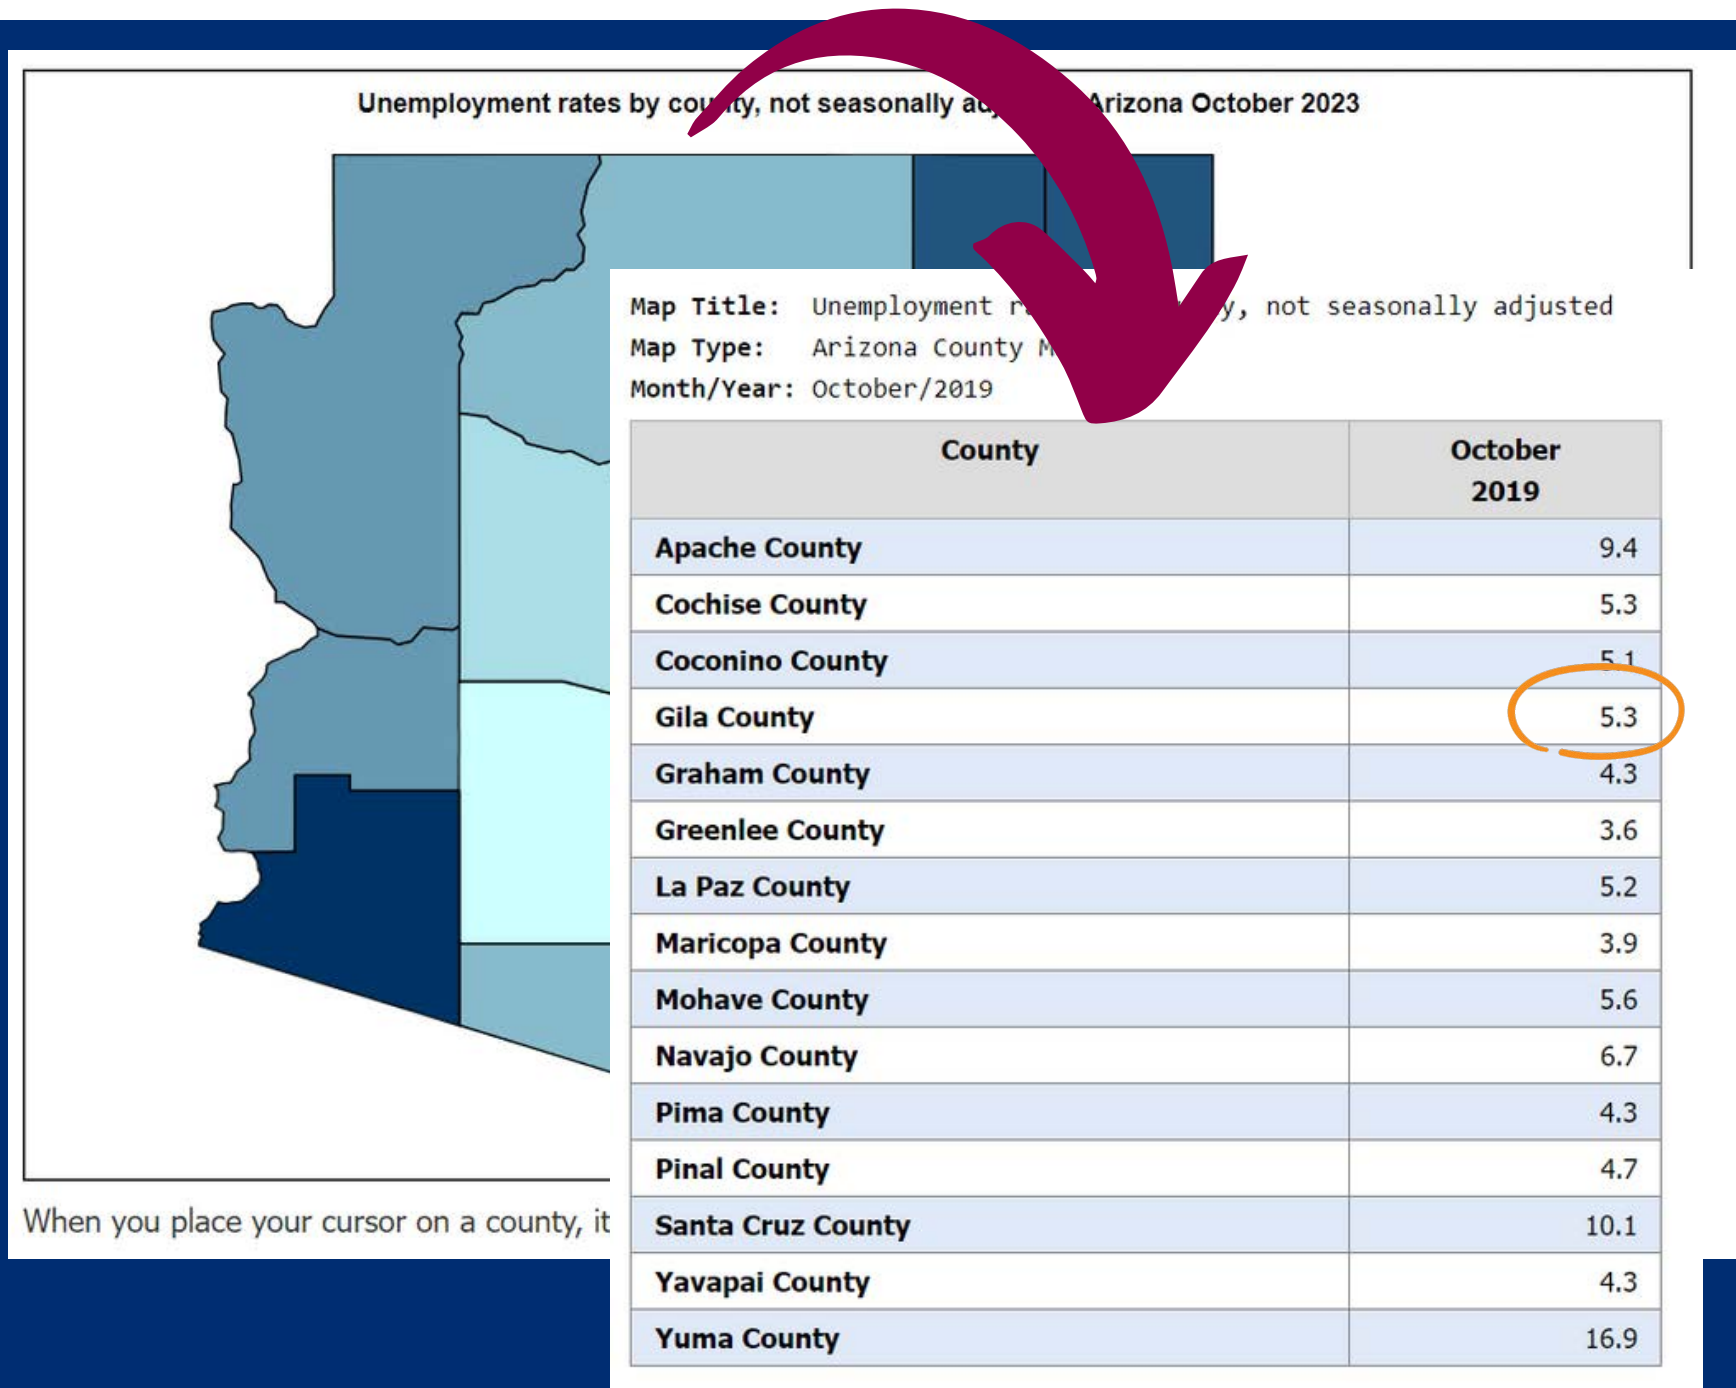 Unemployment rates by county, not seasonally Arizona October 2023
Map Title: Unemployment not seasonally adjusted
Map Type: Arizona County
Month/Year: October/2019
County October
2019
Apache County 9.4
Cochise County 5.3
Coconino County 5.1
Gila County 5.3
Graham County 4.3
Greenlee County 3.6
La Paz County 5.2
Maricopa County 3.9
Mohave County 5.6
Navajo County 6.7
Pima County 4.3
Pinal County 4.7
Santa Cruz County 10.1
Yavapai County 4.3
Yuma County 16.9
When you place your cursor on a county, it